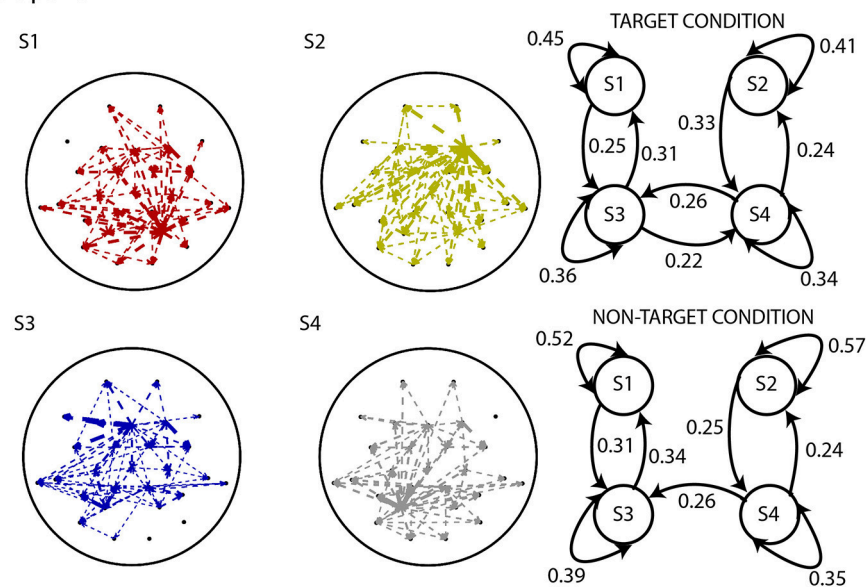 S1
S2
TARGET CONDITION
0.45
0.41
S1
S2
0.33
0.25
0.31
0.24
0.26
S3
S4
0.22
0.36
0.34
S3
S4
NON-TARGET CONDITION
0.52
0.57
S1
S2
0.31
0.34
0.25
0.24
0.26
S3
S4
0.39
0.35